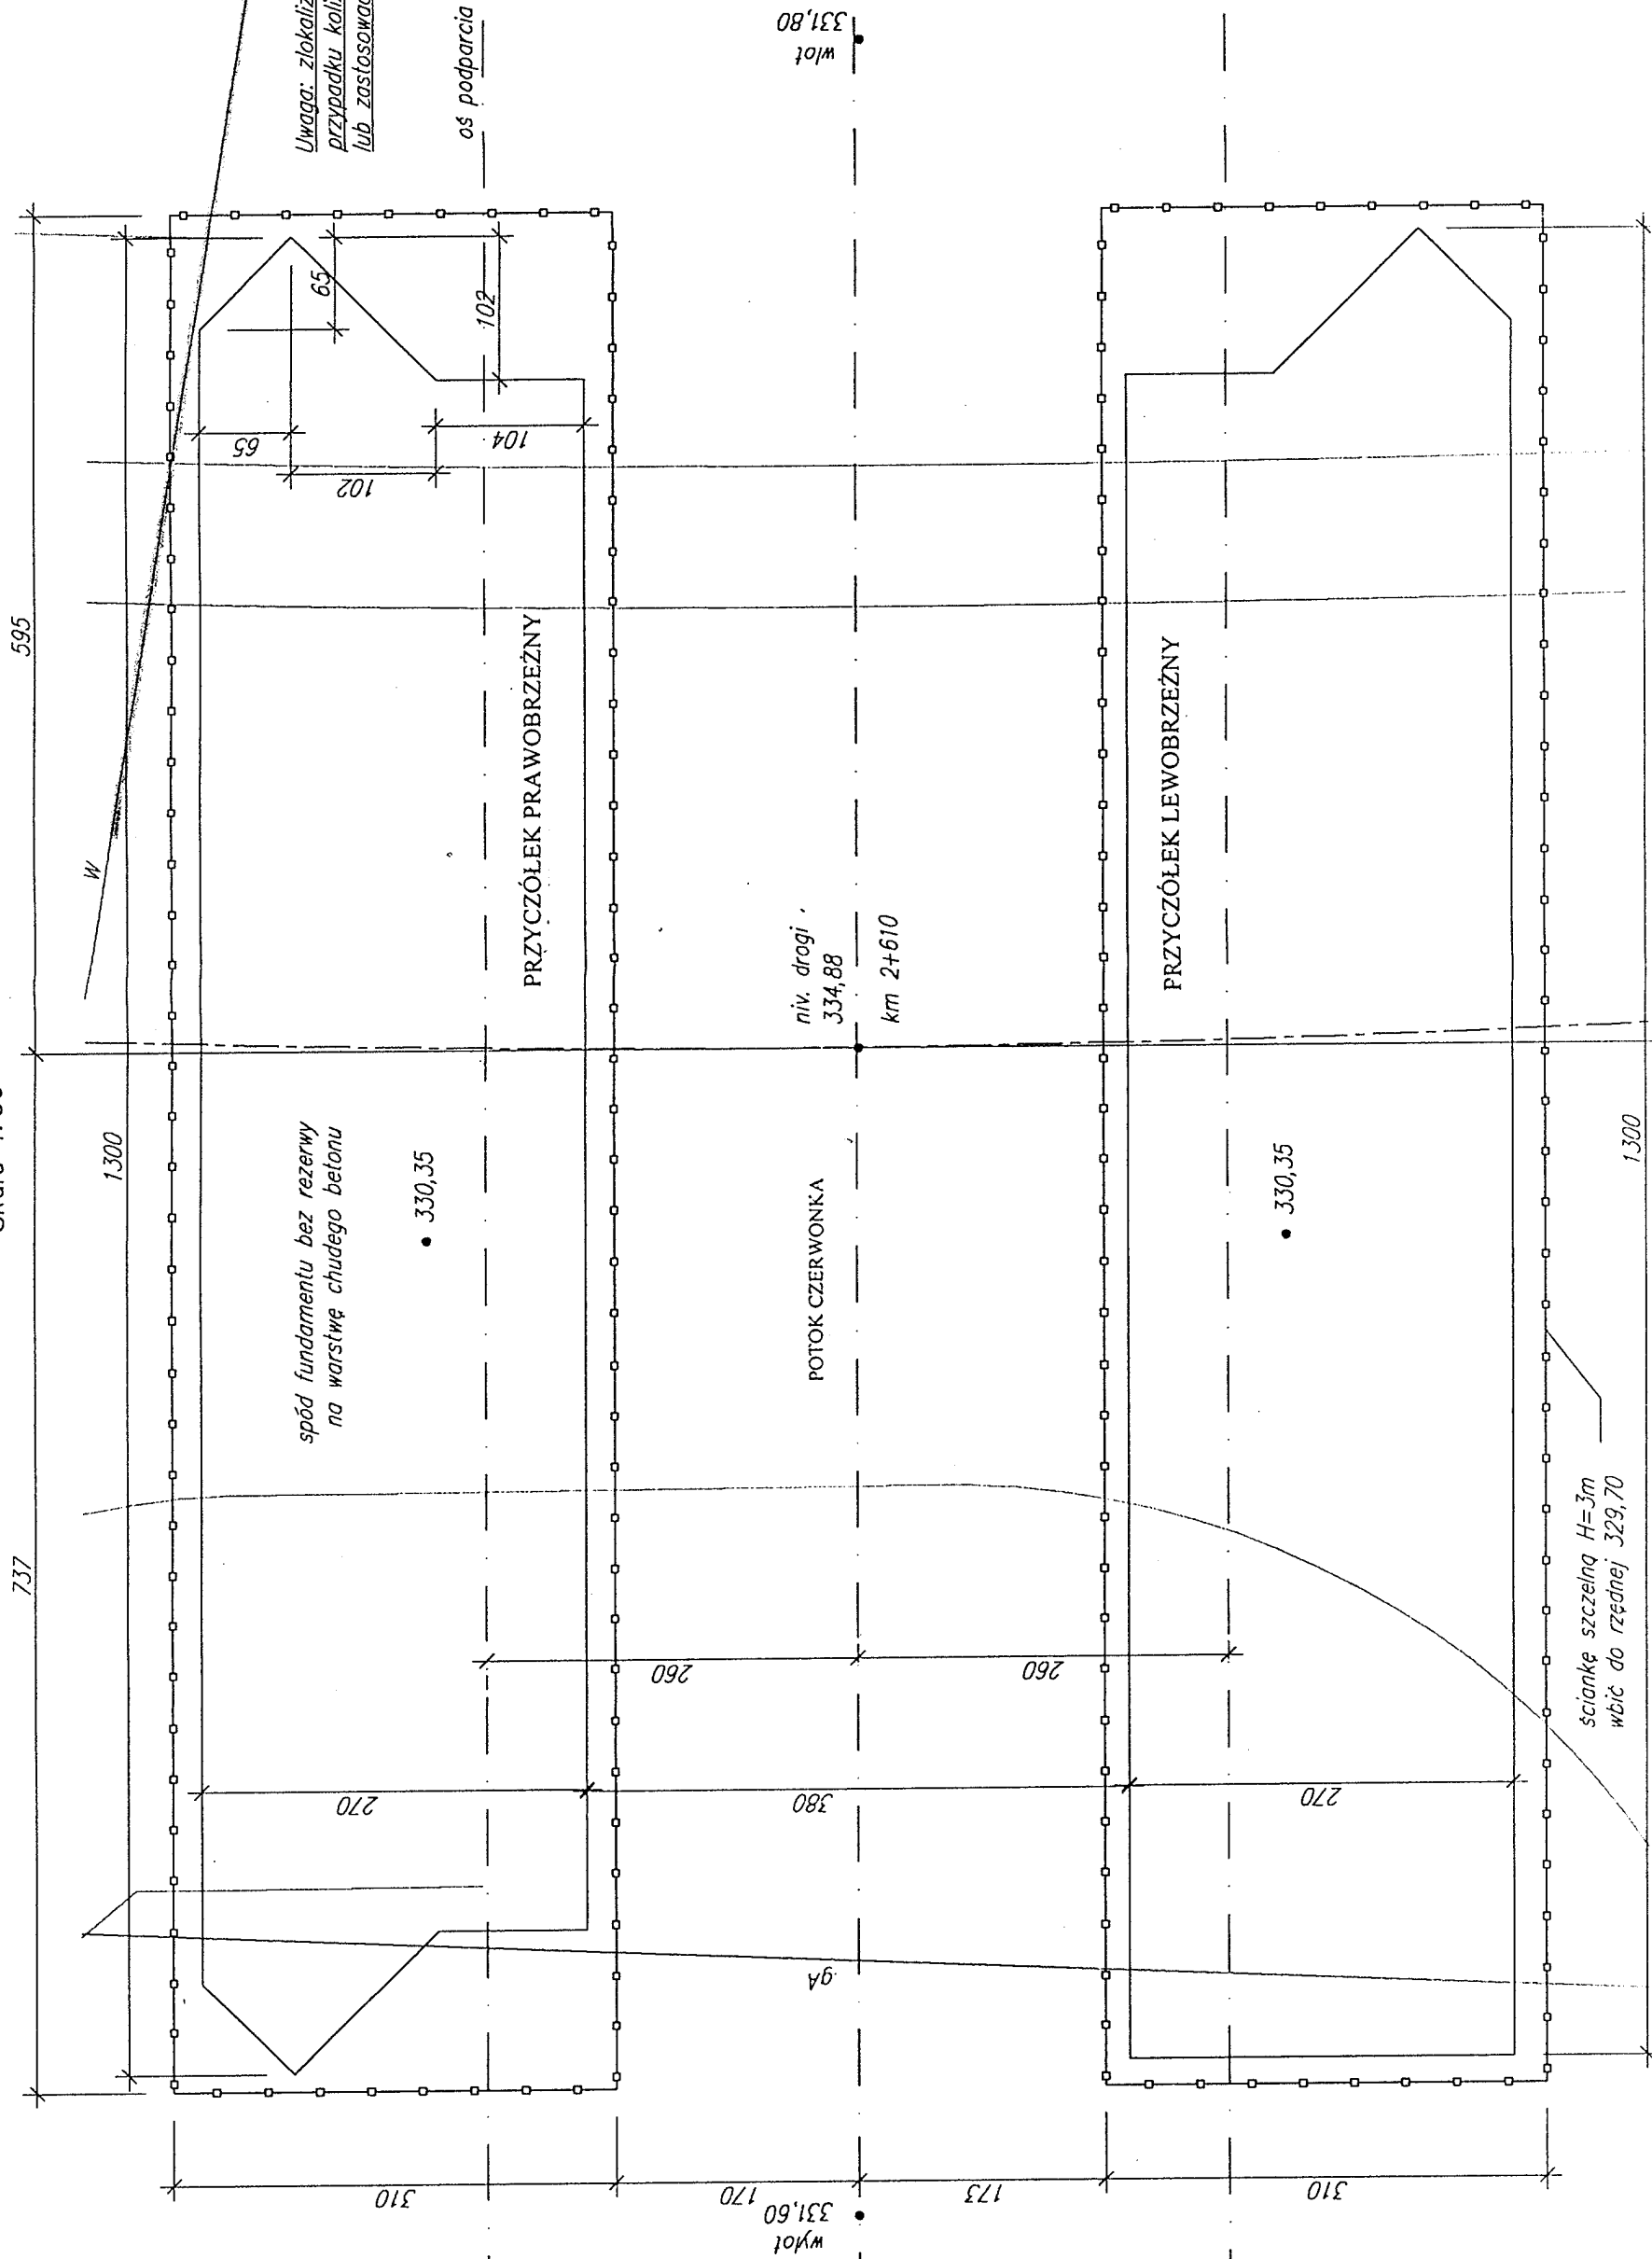 Uwaga:
przypadku
lub
oś podparcia
wlot
331,80
595
737
1300
65
102
65
102
104
W
PRZYCZÓŁEK PRAWOBRZEŻNY
niv. drogi
334,88
km 2+610
PRZYCZÓŁEK LEWOBRZEŻNY
spód fundamentu bez rezerwy
na warstwę chudego betonu
330,35
POTOK CZERWONKA
330,35
1300
260
260
270
380
270
gA
ściankę szczelną H=3m
wbić do rzędnej 329,70
310
170
173
310
wylot
331,60